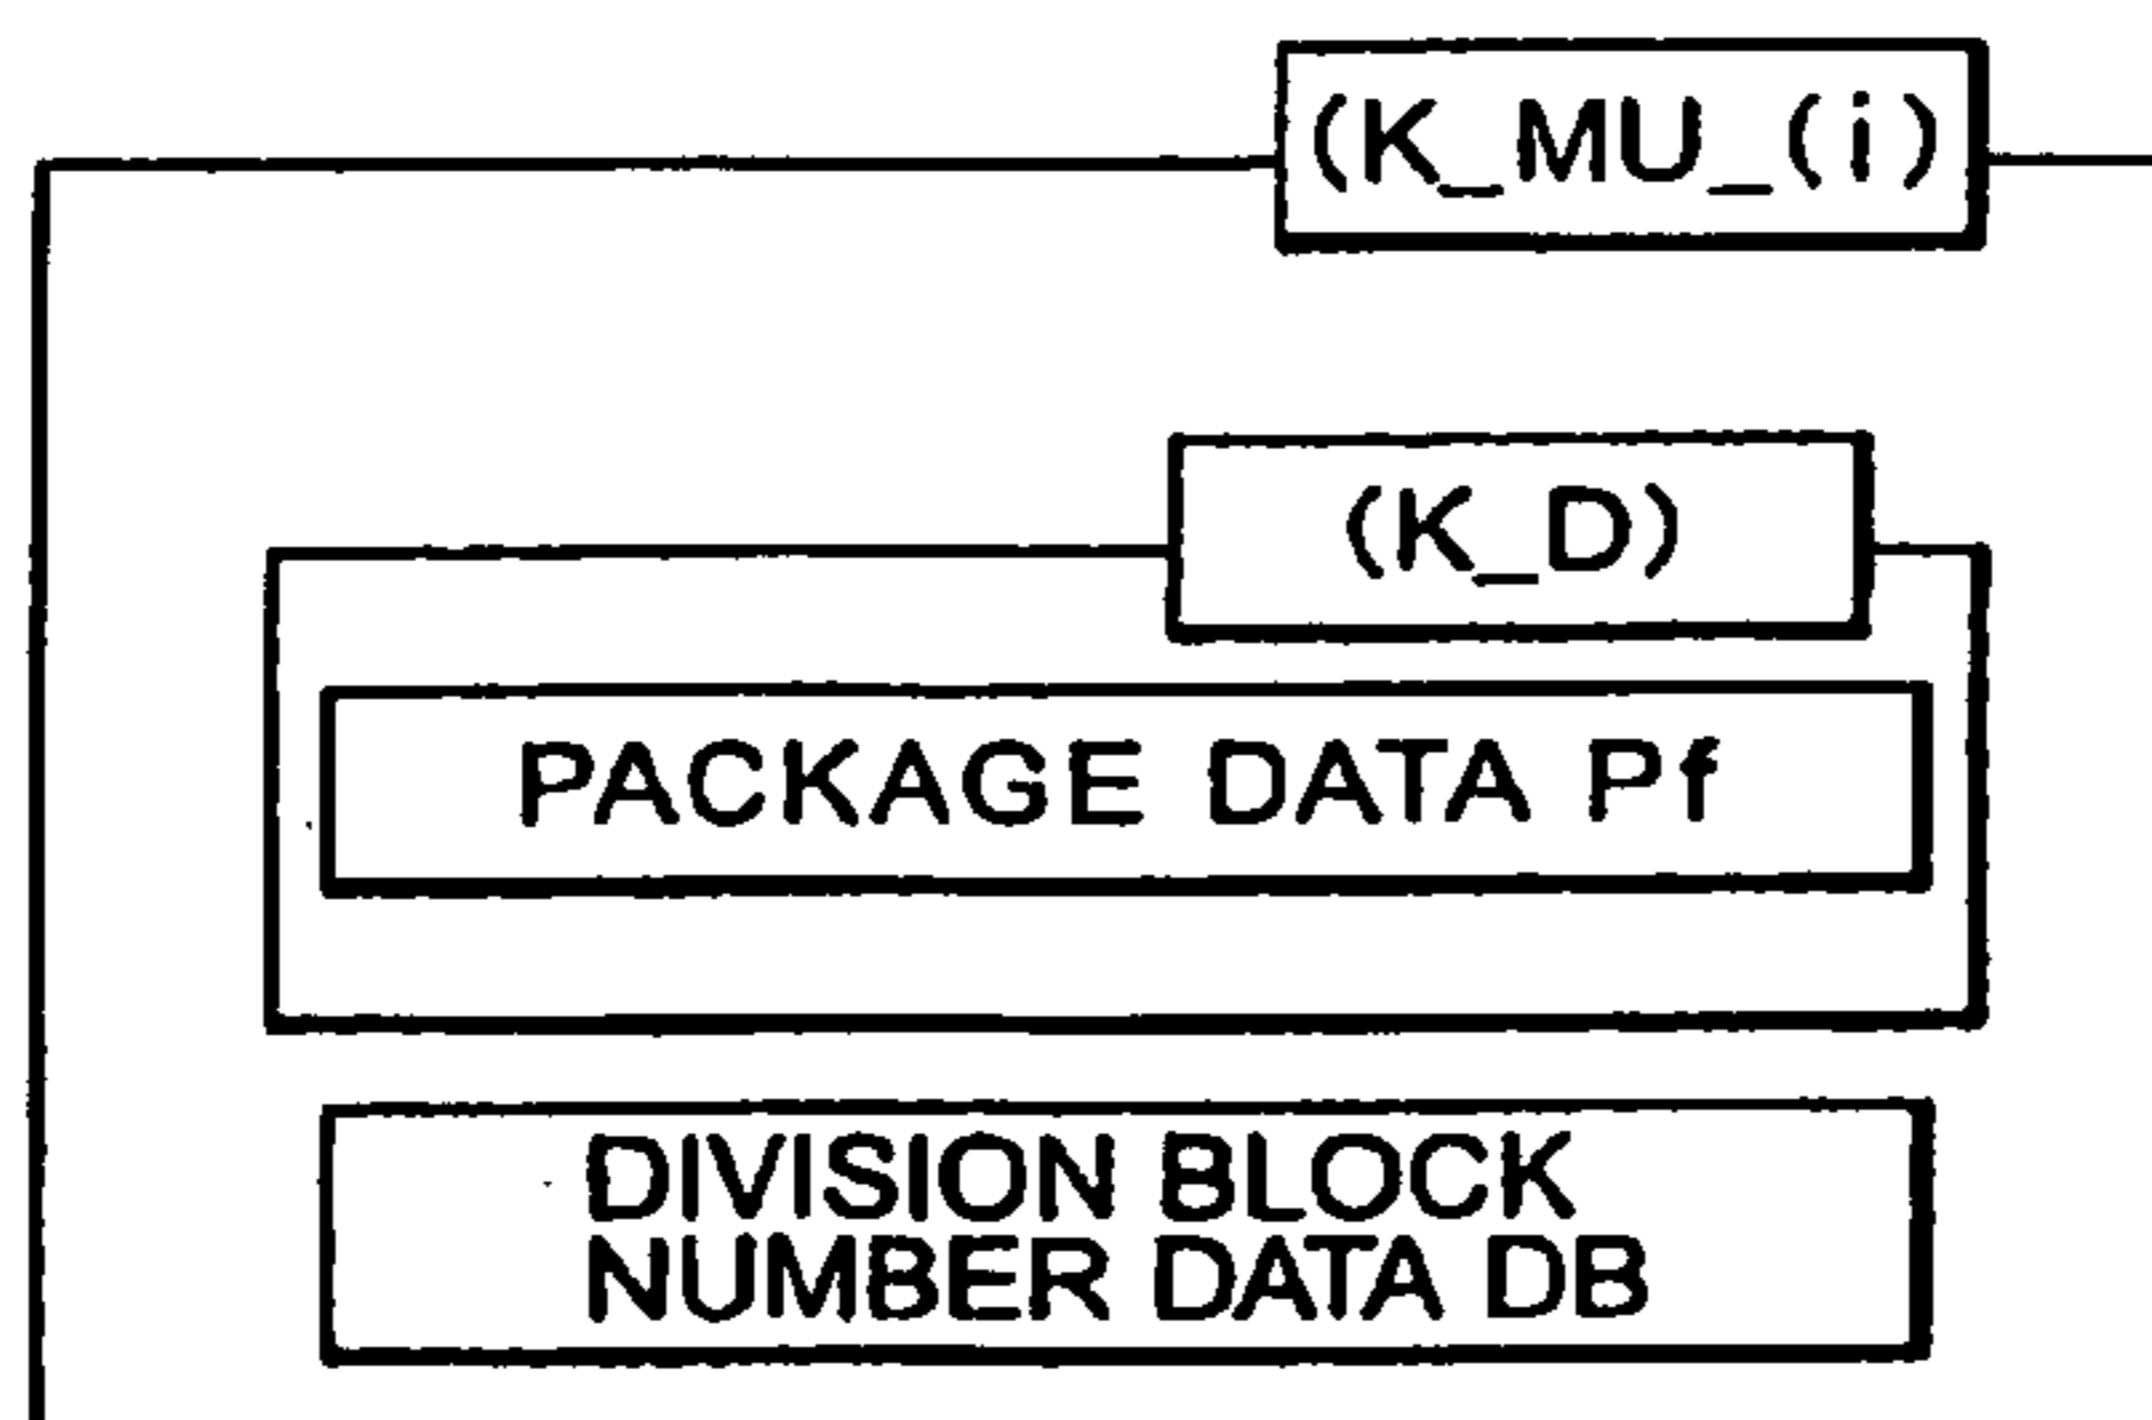 (K_MU_(i)
(K_D)
PACKAGE DATA Pf
DIVISION BLOCK
NUMBER DATA DB